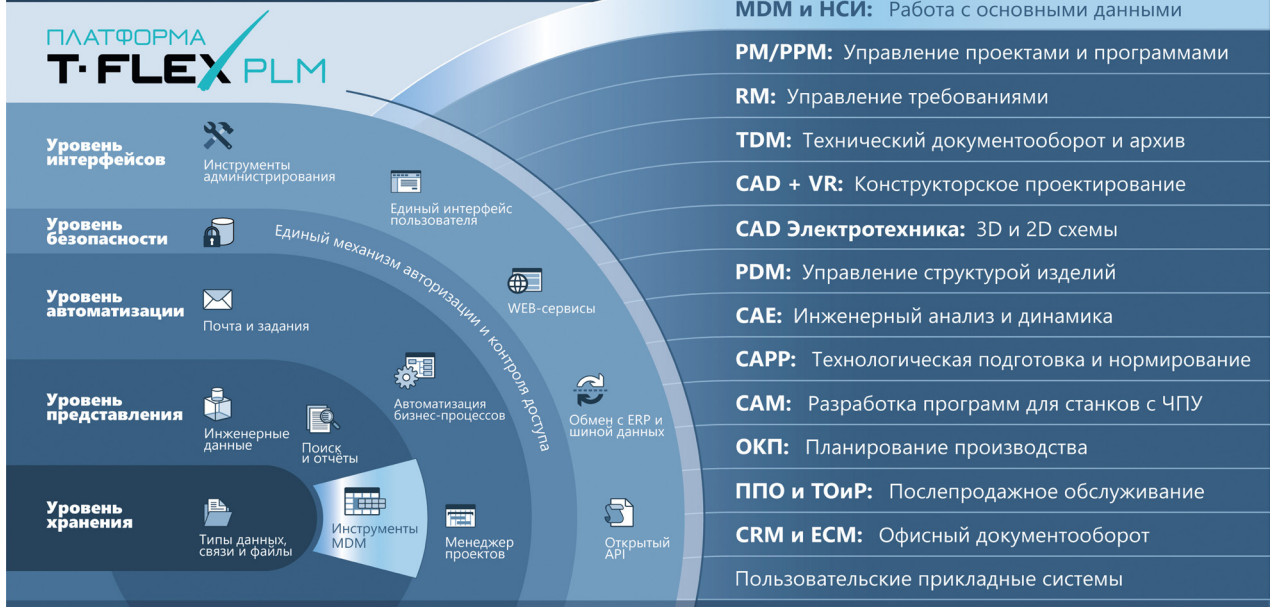 ПЛАТФОРМА
T·FLEX PLM
Уровень
интерфейсов
Инструменты
администрирования
Единый интерфейс
пользователя
WEB-сервисы
Обмен с ERP и
шиной данных
Открытый
API
Уровень
безопасности
Единый механизм авторизации и контроля доступа
Уровень
автоматизации
Почта и задания
Автоматизация
бизнес-процессов
Менеджер
проектов
Уровень
представления
Инженерные
данные
Поиск
и отчёты
Инструменты
MDM
Уровень
хранения
Типы данных,
связи и файлы
MDM и НСИ: Работа с основными данными
PM/PPM: Управление проектами и программами
RM: Управление требованиями
TDM: Технический документооборот и архив
CAD + VR: Конструкторское проектирование
CAD Электротехника: 3D и 2D схемы
PDM: Управление структурой изделий
CAE: Инженерный анализ и динамика
CAPP: Технологическая подготовка и нормирование
CAM: Разработка программ для станков с ЧПУ
ОКП: Планирование производства
ППО и ТОиР: Послепродажное обслуживание
CRM и ECM: Офисный документооборот
Пользовательские прикладные системы